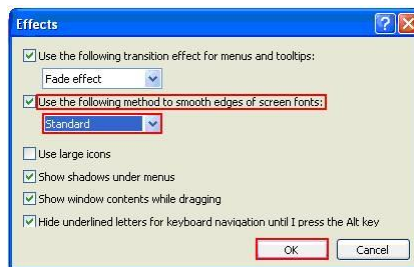 Effects
Use the following transition effect for menus and tooltips:
Fade effect
Use the following method to smooth edges of screen fonts:
Standard
Use large icons
Show shadows under menus
Show window contents while dragging
Hide underlined letters for keyboard navigation until I press the Alt key
OK Cancel